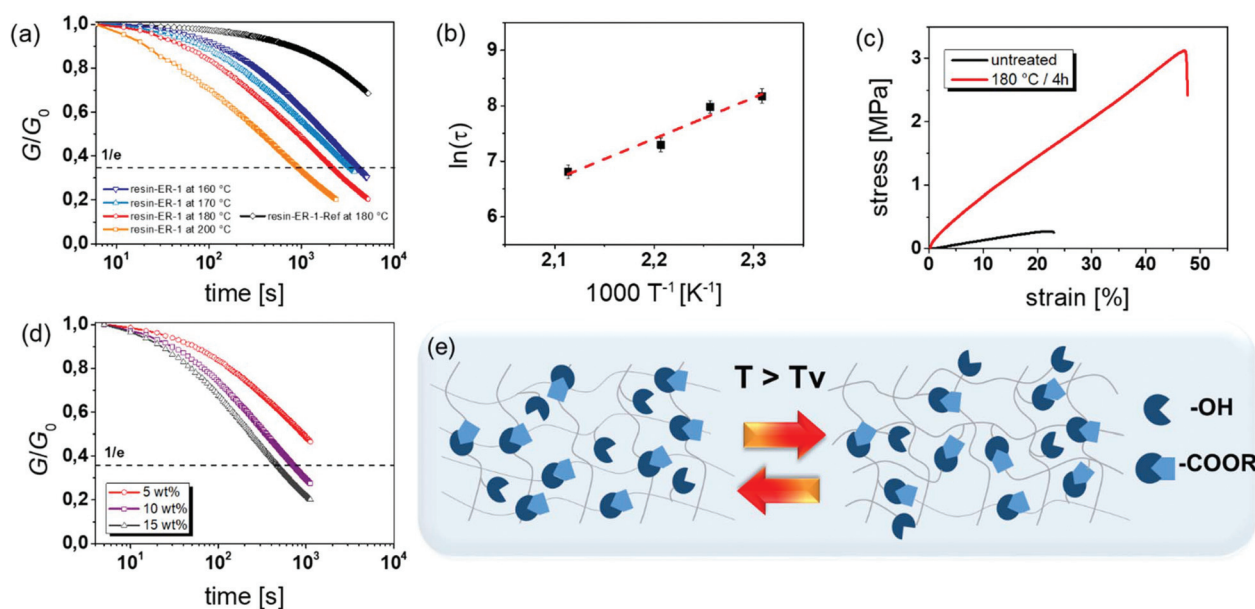 (a)
G/G0
1,0
0,8
0,6
0,4
0,2
0,0
1/e
resin-ER-1 at 160 °C
resin-ER-1 at 170 °C
resin-ER-1 at 180 °C
resin-ER-1-Ref at 180 °C
resin-ER-1 at 200 °C
10^1
10^2
10^3
10^4
time [s]
(b)
ln(τ)
9
8
7
6
2,1
2,2
2,3
1000 T^-1 [K^-1]
(c)
stress [MPa]
3
2
1
0
untreated
180 °C / 4h
0
10
20
30
40
50
strain [%]
(d)
G/G0
1,0
0,8
0,6
0,4
0,2
0,0
1/e
5 wt%
10 wt%
15 wt%
10^1
10^2
10^3
10^4
time [s]
(e)
T > Tv
-OH
-COOR